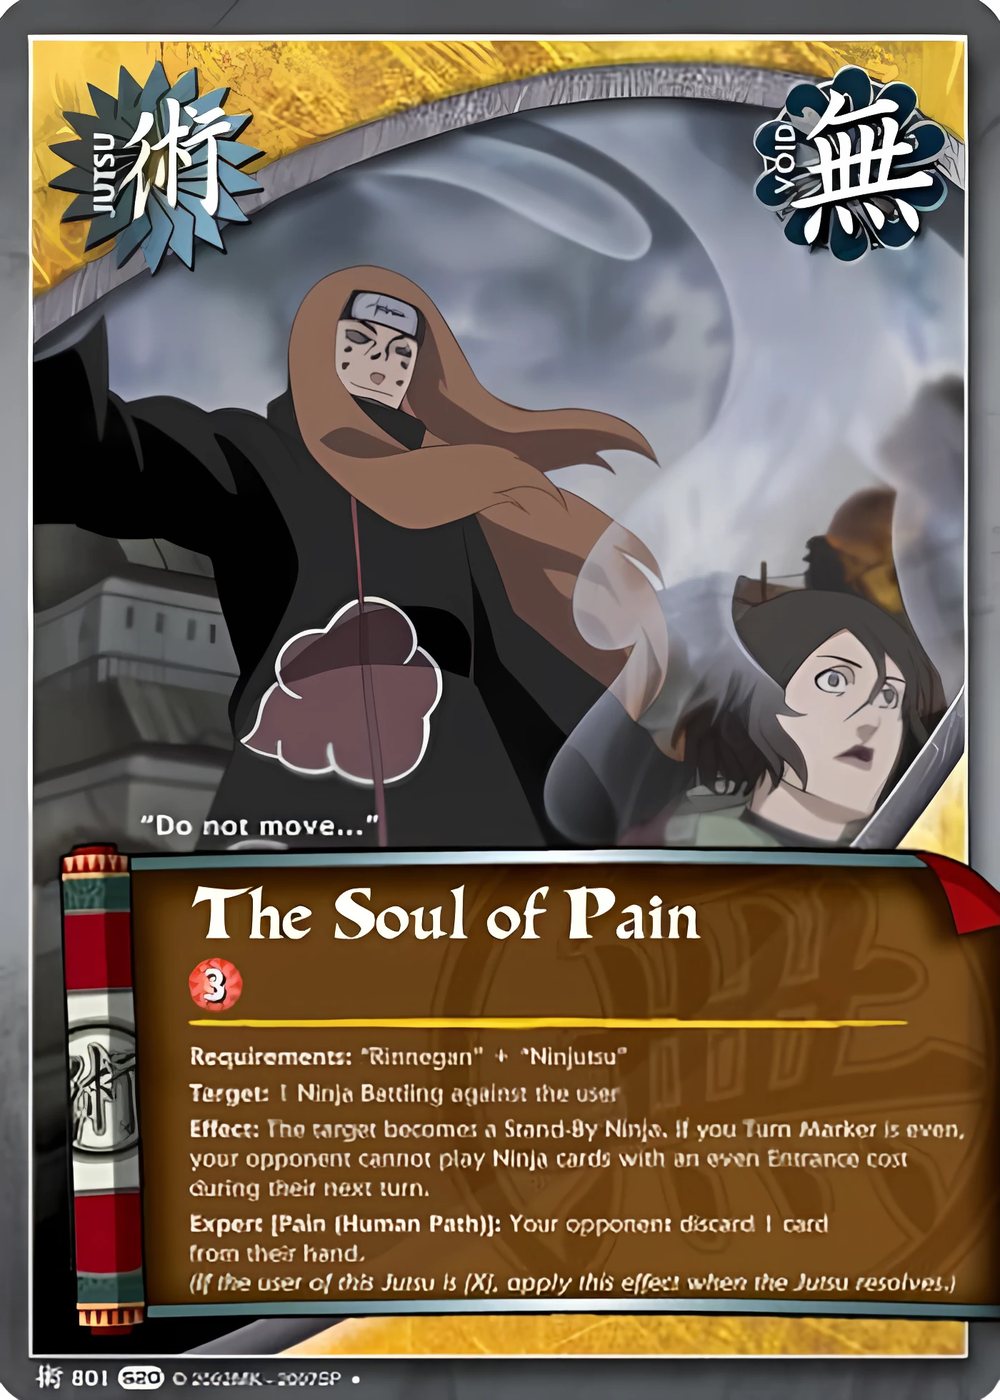 JUTSU 術
VOID 無
"Do not move..."
The Soul of Pain
3
Requirements: "Rinnegan" + "Ninjutsu"
Target: 1 Ninja Battling against the user
Effect: The target becomes a Stand-By Ninja. If you Turn Marker is even,
your opponent cannot play Ninja cards with an even Entrance cost
during their next turn.
Expert [Pain (Human Path)]: Your opponent discard 1 card
from their hand.
(If the user of this Jutsu is [X], apply this effect when the Jutsu resolves.)
術 801